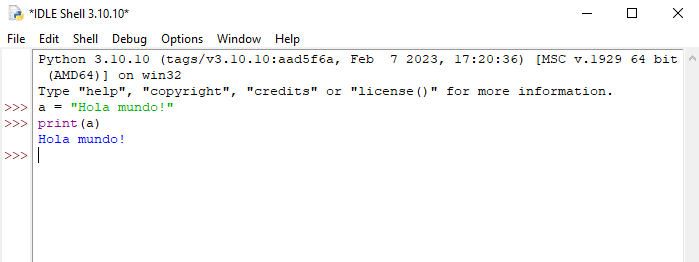 *IDLE Shell 3.10.10*
File Edit Shell Debug Options Window Help
Python 3.10.10 (tags/v3.10.10:aad5f6a, Feb  7 2023, 17:20:36) [MSC v.1929 64 bit
 (AMD64)] on win32
Type "help", "copyright", "credits" or "license()" for more information.
>>> a = "Hola mundo!"
>>> print(a)
Hola mundo!
>>>